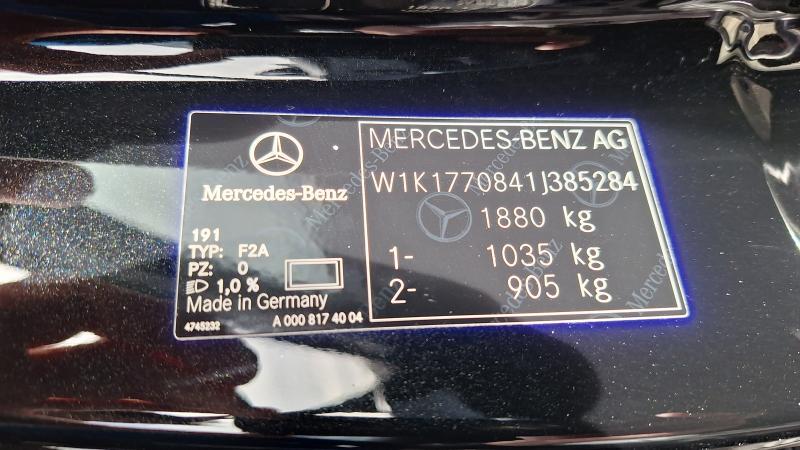 Mercedes-Benz
191
TYP: F2A
PZ: 0
1,0 %
Made in Germany
4745232
A 000 817 40 04
MERCEDES-BENZ AG
W1K1770841J385284
1880 kg
1- 1035 kg
2- 905 kg